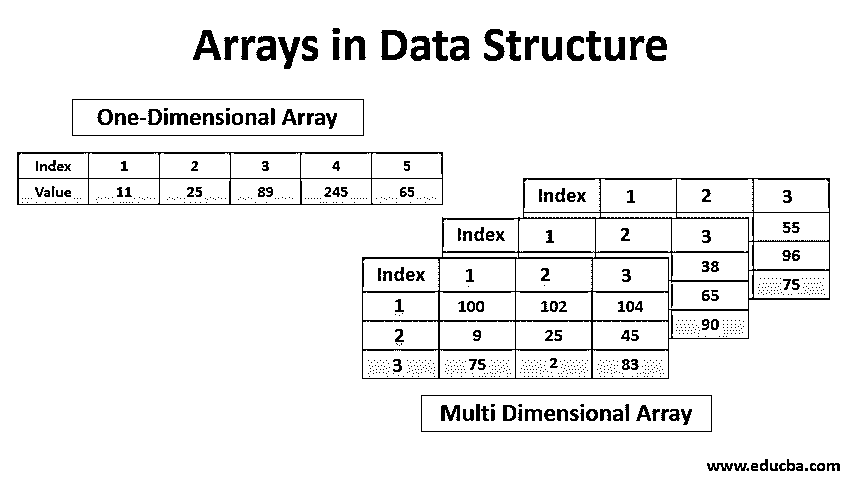 Arrays in Data Structure
One-Dimensional Array
Index 1 2 3 4 5
Value 11 25 89 245 65
Index 1 2 3
55
96
75
Index 1 2 3
38
65
90
Index 1 2 3
1 100 102 104
2 9 25 45
3 75 2 83
Multi Dimensional Array
www.educba.com